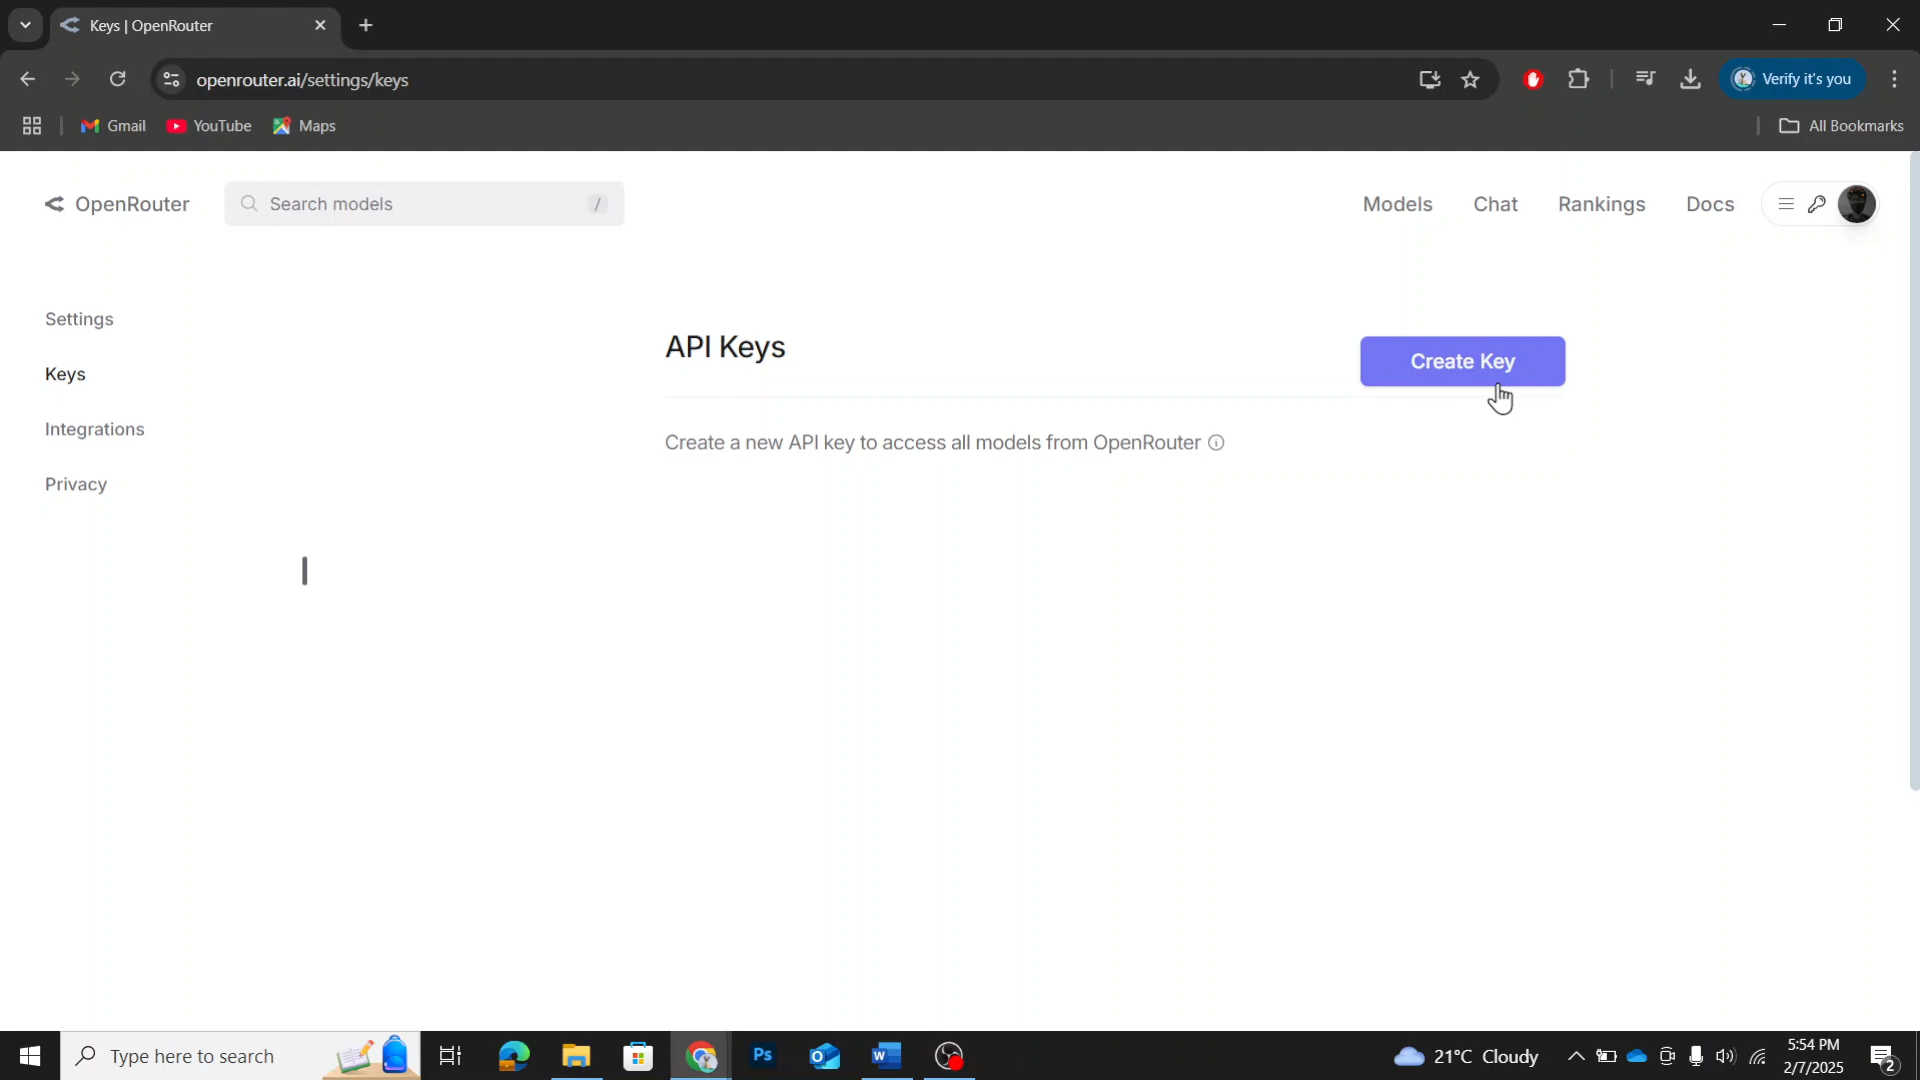 Keys | OpenRouter
openrouter.ai/settings/keys
Verify it's you
Gmail
YouTube
Maps
All Bookmarks
OpenRouter
Search models
/
Models
Chat
Rankings
Docs
Settings
Keys
Integrations
Privacy
API Keys
Create Key
Create a new API key to access all models from OpenRouter
Type here to search
Ps
21°C Cloudy
5:54 PM
2/7/2025
2